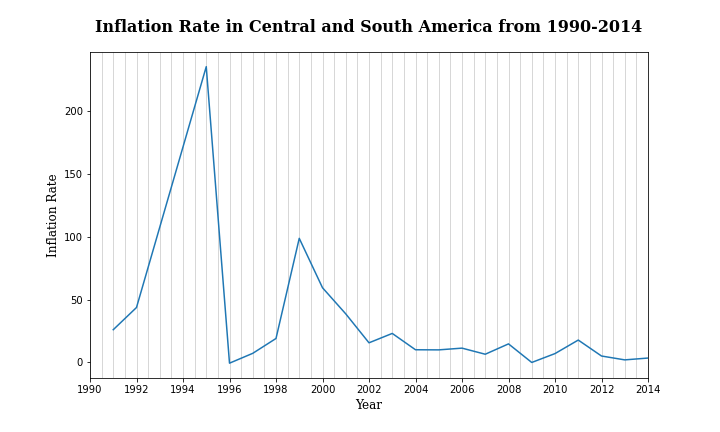 Inflation Rate in Central and South America from 1990-2014
200
150
100
50
0
Inflation Rate
1990 1992 1994 1996 1998 2000 2002 2004 2006 2008 2010 2012 2014
Year